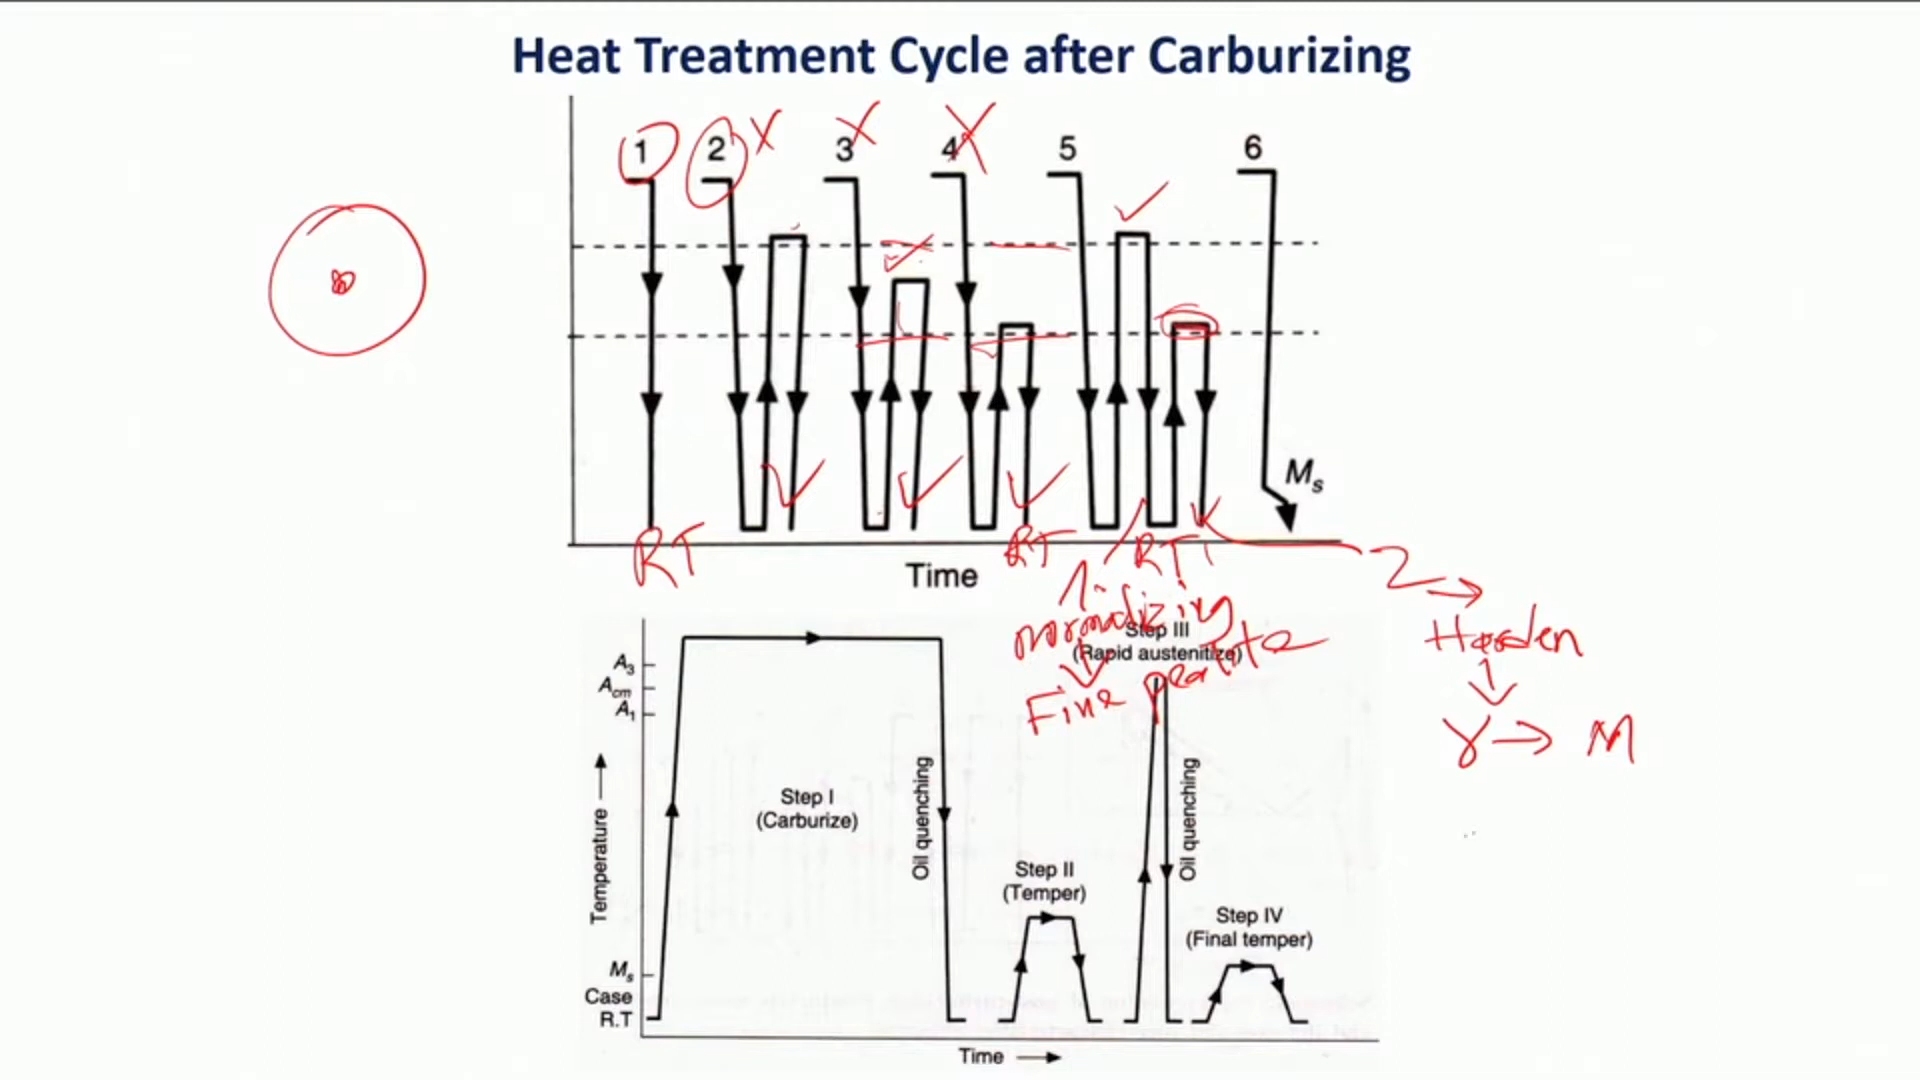 Heat Treatment Cycle after Carburizing
1 2 X 3 X 4 X 5 6
Ms
RT RT RT
Time
1.
normalizing
Fine pearlite
2
Harden
γ → M
Step III
(Rapid austenitize)
A3
Acm
A1
Temperature
Step I
(Carburize)
Oil quenching
Step II
(Temper)
Oil quenching
Step IV
(Final temper)
Ms
Case
R.T
Time